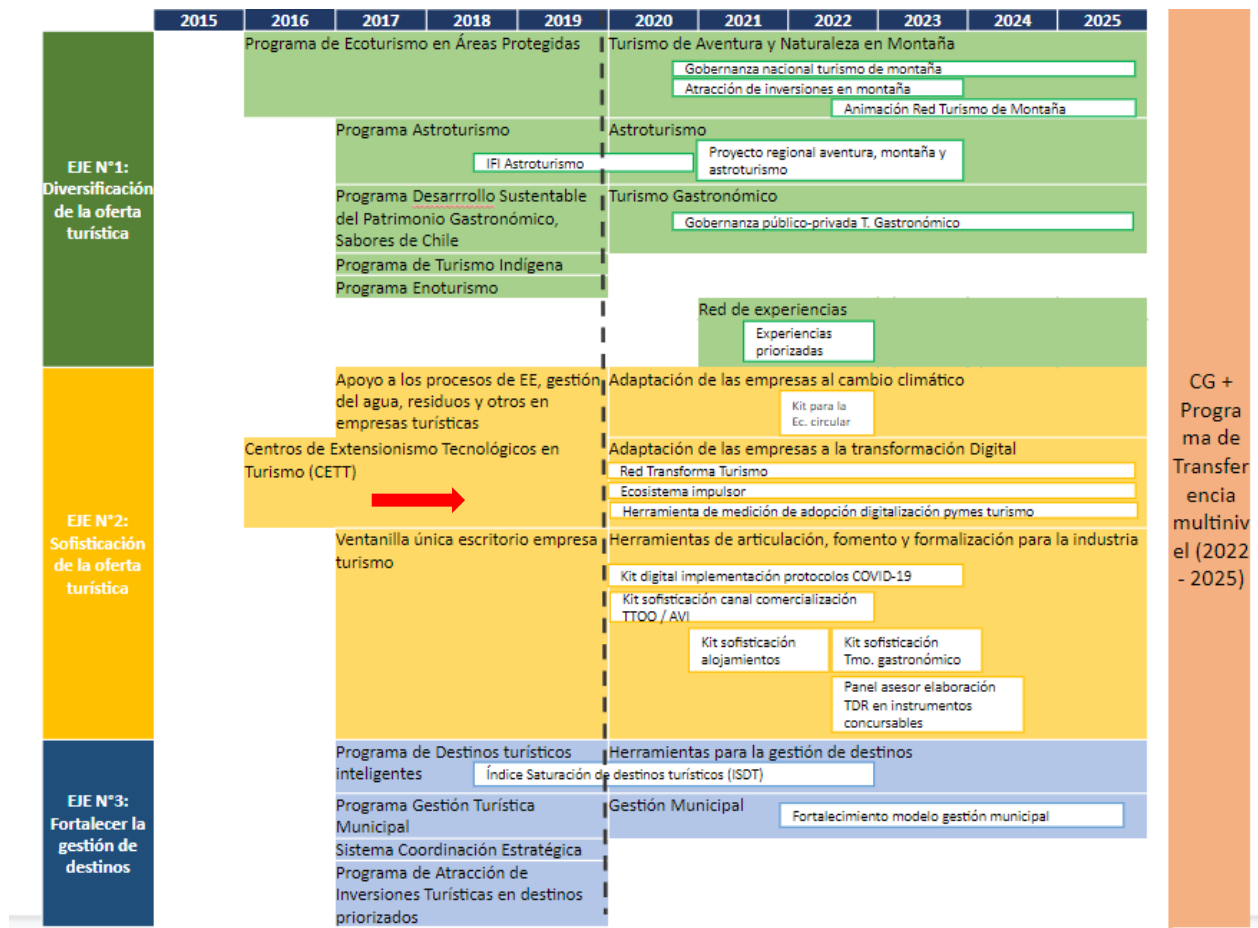 2015 2016 2017 2018 2019 2020 2021 2022 2023 2024 2025
EJE N°1:
Diversificación
de la oferta
turística
Programa de Ecoturismo en Áreas Protegidas
Turismo de Aventura y Naturaleza en Montaña
Gobernanza nacional turismo de montaña
Atracción de inversiones en montaña
Animación Red Turismo de Montaña
Programa Astroturismo
Astroturismo
IFI Astroturismo
Proyecto regional aventura, montaña y
astroturismo
Programa Desarrrollo Sustentable
del Patrimonio Gastronómico,
Sabores de Chile
Turismo Gastronómico
Gobernanza público-privada T. Gastronómico
Programa de Turismo Indígena
Programa Enoturismo
Red de experiencias
Experiencias
priorizadas
EJE N°2:
Sofisticación
de la oferta
turística
Apoyo a los procesos de EE, gestión
del agua, residuos y otros en
empresas turísticas
Adaptación de las empresas al cambio climático
Kit para la
Ec. circular
Centros de Extensionismo Tecnológicos en
Turismo (CETT)
Adaptación de las empresas a la transformación Digital
Red Transforma Turismo
Ecosistema impulsor
Herramienta de medición de adopción digitalización pymes turismo
Ventanilla única escritorio empresa
turismo
Herramientas de articulación, fomento y formalización para la industria
Kit digital implementación protocolos COVID-19
Kit sofisticación canal comercialización
TTOO / AVI
Kit sofisticación
alojamientos
Kit sofisticación
Tmo. gastronómico
Panel asesor elaboración
TDR en instrumentos
concursables
EJE N°3:
Fortalecer la
gestión de
destinos
Programa de Destinos turísticos
inteligentes
Herramientas para la gestión de destinos
Índice Saturación de destinos turísticos (ISDT)
Programa Gestión Turística
Municipal
Gestión Municipal
Fortalecimiento modelo gestión municipal
Sistema Coordinación Estratégica
Programa de Atracción de
Inversiones Turísticas en destinos
priorizados
CG +
Progra
ma de
Transfer
encia
multiniv
el (2022
- 2025)